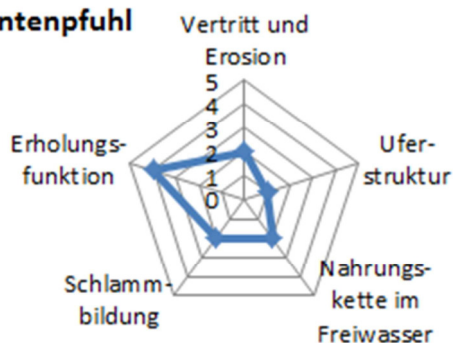 ntenpfuhl
Vertritt und
Erosion
5
4
3
2
1
0
Ufer-
struktur
Nahrungs-
kette im
Freiwasser
Schlamm-
bildung
Erholungs-
funktion